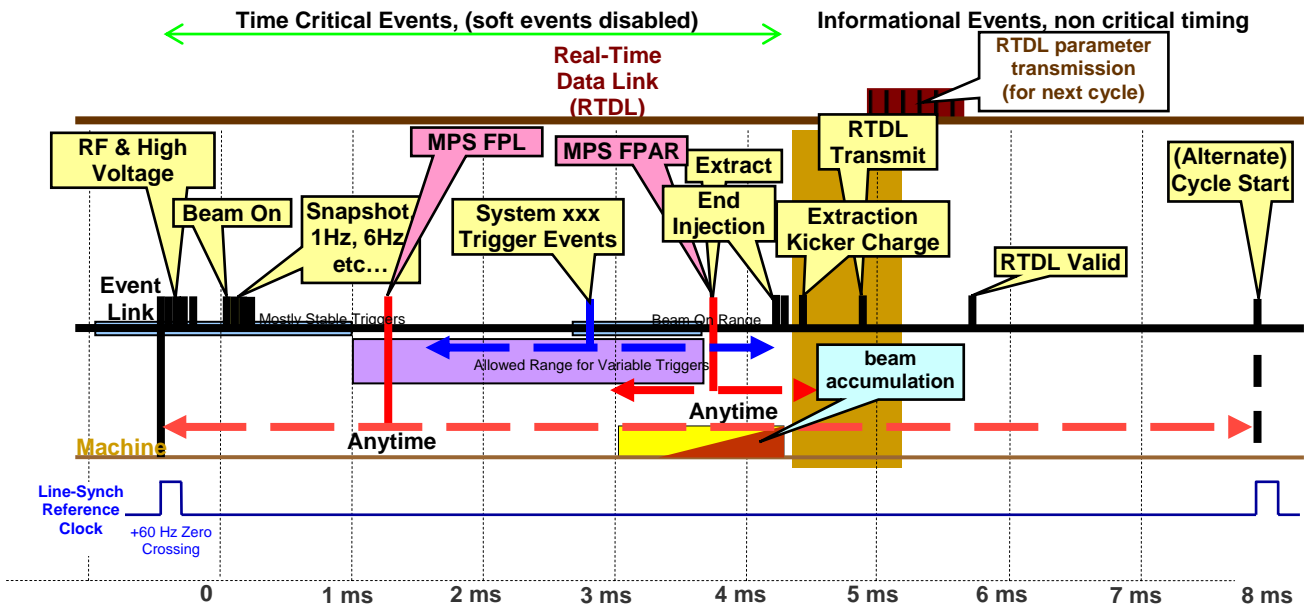 Time Critical Events, (soft events disabled)
Informational Events, non critical timing
Real-Time
Data Link
(RTDL)
RTDL parameter
transmission
(for next cycle)
RF & High
Voltage
MPS FPL
MPS FPAR
Extract
RTDL
Transmit
(Alternate)
Cycle Start
Beam On
Snapshot,
1Hz, 6Hz
etc…
System xxx
Trigger Events
End
Injection
Extraction
Kicker Charge
RTDL Valid
Event
Link
Mostly Stable Triggers
Beam On Range
Allowed Range for Variable Triggers
beam
accumulation
Anytime
Anytime
Machine
Line-Synch
Reference
Clock
+60 Hz Zero
Crossing
0
1 ms
2 ms
3 ms
4 ms
5 ms
6 ms
7 ms
8 ms